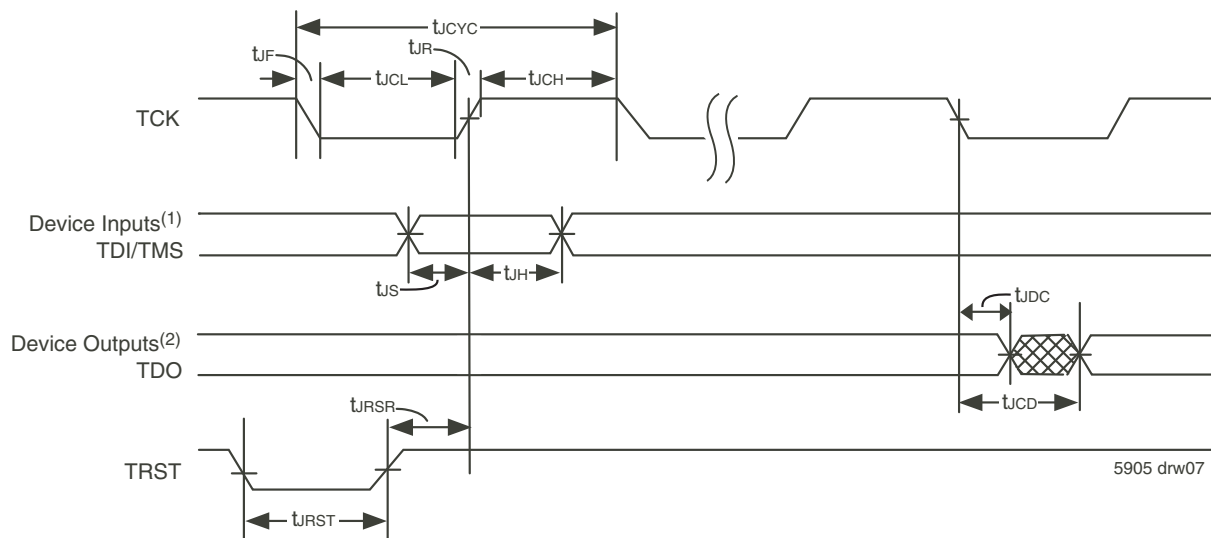 tJCYC
tJF
tJR
tJCL
tJCH
TCK
Device Inputs(1)
TDI/TMS
tJS
tJH
tJDC
Device Outputs(2)
TDO
tJRSR
tJCD
TRST
5905 drw07
tJRST